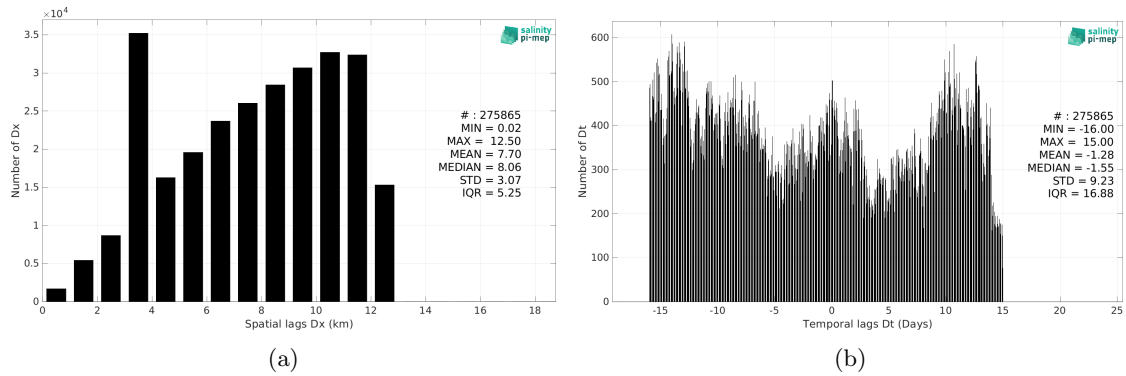 ×10⁴
3.5
3
2.5
2
1.5
1
0.5
0
Number of Dx
0 2 4 6 8 10 12 14 16 18
Spatial lags Dx (km)
salinity
pi-mep
# : 275865
MIN = 0.02
MAX = 12.50
MEAN = 7.70
MEDIAN = 8.06
STD = 3.07
IQR = 5.25
(a)
600
500
400
300
200
100
0
Number of Dt
-15 -10 -5 0 5 10 15 20 25
Temporal lags Dt (Days)
salinity
pi-mep
# : 275865
MIN = -16.00
MAX = 15.00
MEAN = -1.28
MEDIAN = -1.55
STD = 9.23
IQR = 16.88
(b)